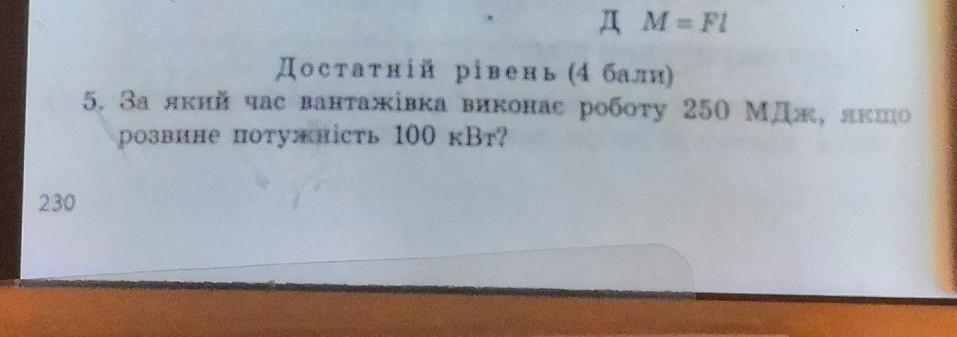 Д M = Fl
Достатній рівень (4 бали)
5. За який час вантажівка виконає роботу 250 МДж, якщо
розвине потужність 100 кВт?
230